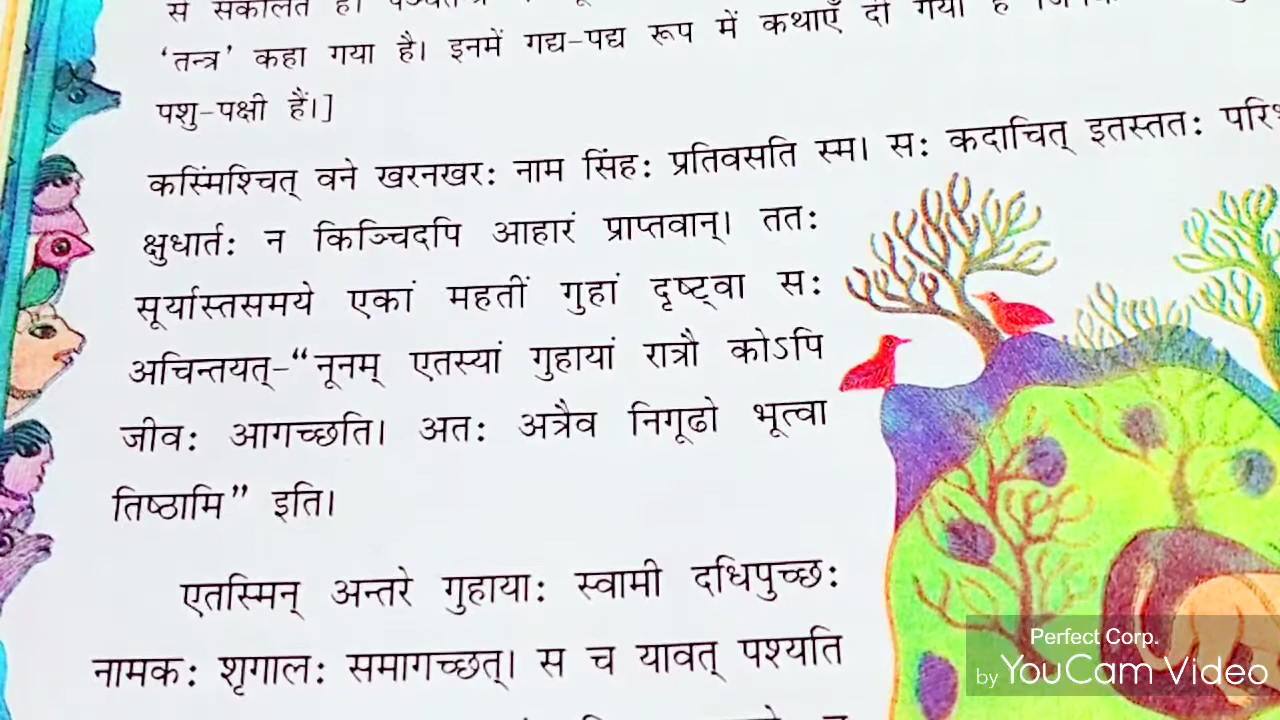 से संकलित है।
‘तन्त्र’ कहा गया है। इनमें गद्य-पद्य रूप में कथाएँ दी गयी हैं
पशु-पक्षी हैं।]
कस्मिंश्चित् वने खरनखरः नाम सिंहः प्रतिवसति स्म। सः कदाचित् इतस्ततः
क्षुधार्तः न किञ्चिदपि आहारं प्राप्तवान्। ततः
सूर्यास्तसमये एकां महतीं गुहां दृष्ट्वा सः
अचिन्तयत्-“नूनम् एतस्यां गुहायां रात्रौ कोऽपि
जीवः आगच्छति। अतः अत्रैव निगूढो भूत्वा
तिष्ठामि” इति।
एतस्मिन् अन्तरे गुहायाः स्वामी दधिपुच्छः
नामकः शृगालः समागच्छत्। स च यावत् पश्यति
Perfect Corp.
by YouCam Video